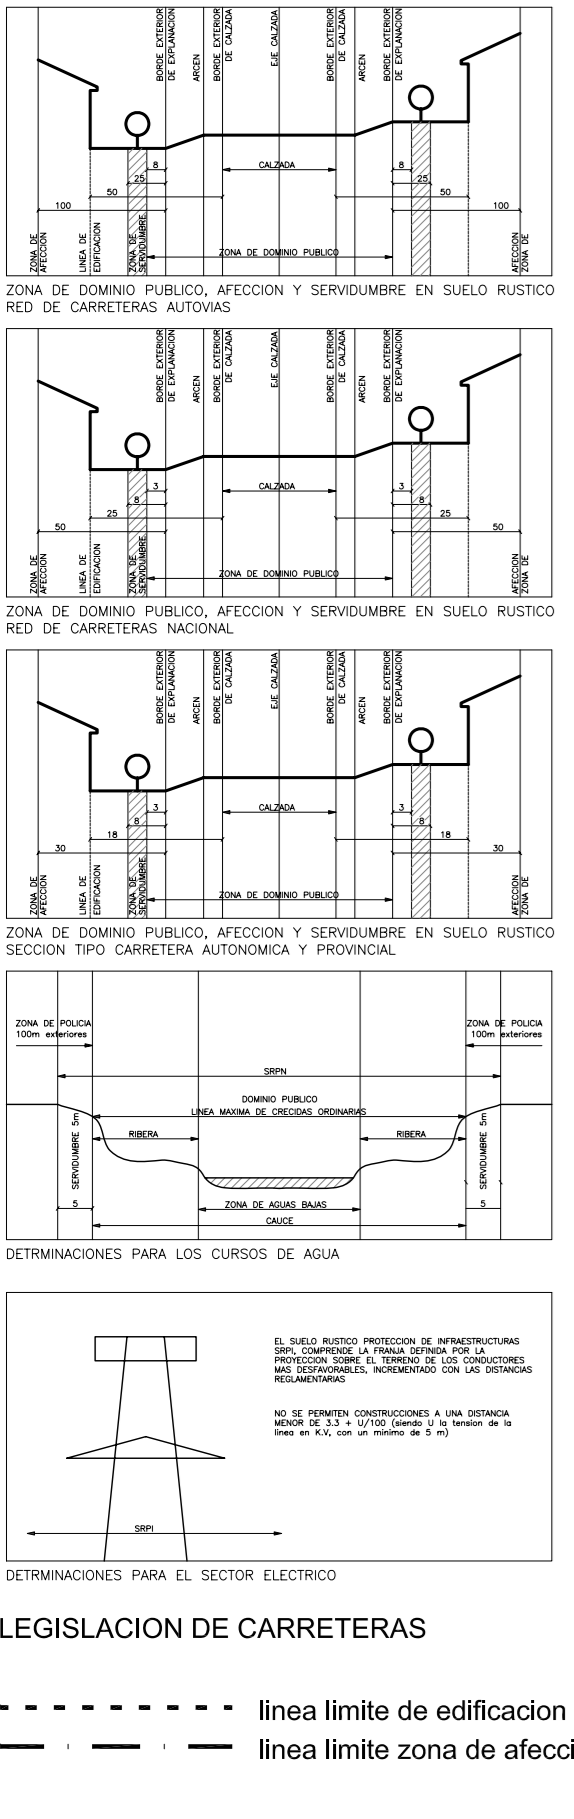 BORDE EXTERIOR
DE EXPLANACION
ARCEN
BORDE EXTERIOR
DE CALZADA
EJE CALZADA
BORDE EXTERIOR
DE CALZADA
ARCEN
BORDE EXTERIOR
DE EXPLANACION
8
CALZADA
8
25
25
50
50
100
100
ZONA DE
AFECCION
LINEA DE
EDIFICACION
ZONA DE
SERVIDUMBRE
ZONA DE DOMINIO PUBLICO
AFECCION
ZONA DE
ZONA DE DOMINIO PUBLICO, AFECCION Y SERVIDUMBRE EN SUELO RUSTICO
RED DE CARRETERAS AUTOVIAS
BORDE EXTERIOR
DE EXPLANACION
ARCEN
BORDE EXTERIOR
DE CALZADA
EJE CALZADA
BORDE EXTERIOR
DE CALZADA
ARCEN
BORDE EXTERIOR
DE EXPLANACION
3
CALZADA
3
8
8
25
25
50
50
ZONA DE
AFECCION
LINEA DE
EDIFICACION
ZONA DE
SERVIDUMBRE
ZONA DE DOMINIO PUBLICO
AFECCION
ZONA DE
ZONA DE DOMINIO PUBLICO, AFECCION Y SERVIDUMBRE EN SUELO RUSTICO
RED DE CARRETERAS NACIONAL
BORDE EXTERIOR
DE EXPLANACION
ARCEN
BORDE EXTERIOR
DE CALZADA
EJE CALZADA
BORDE EXTERIOR
DE CALZADA
ARCEN
BORDE EXTERIOR
DE EXPLANACION
3
CALZADA
3
8
8
18
18
30
30
ZONA DE
AFECCION
LINEA DE
EDIFICACION
ZONA DE
SERVIDUMBRE
ZONA DE DOMINIO PUBLICO
AFECCION
ZONA DE
ZONA DE DOMINIO PUBLICO, AFECCION Y SERVIDUMBRE EN SUELO RUSTICO
SECCION TIPO CARRETERA AUTONOMICA Y PROVINCIAL
ZONA DE POLICIA
100m exteriores
ZONA DE POLICIA
100m exteriores
SRPN
DOMINIO PUBLICO
LINEA MAXIMA DE CRECIDAS ORDINARIAS
RIBERA
RIBERA
SERVIDUMBRE 5m
SERVIDUMBRE 5m
5
ZONA DE AGUAS BAJAS
5
CAUCE
DETRMINACIONES PARA LOS CURSOS DE AGUA
EL SUELO RUSTICO PROTECCION DE INFRAESTRUCTURAS
SRPI, COMPRENDE LA FRANJA DEFINIDA POR LA
PROYECCION SOBRE EL TERRENO DE LOS CONDUCTORES
MAS DESFAVORABLES, INCREMENTADO CON LAS DISTANCIAS
REGLAMENTARIAS
NO SE PERMITEN CONSTRUCCIONES A UNA DISTANCIA
MENOR DE 3.3 + U/100 (siendo U la tension de la
linea en K.V, con un minimo de 5 m)
SRPI
DETRMINACIONES PARA EL SECTOR ELECTRICO
LEGISLACION DE CARRETERAS
linea limite de edificacion
linea limite zona de afecci